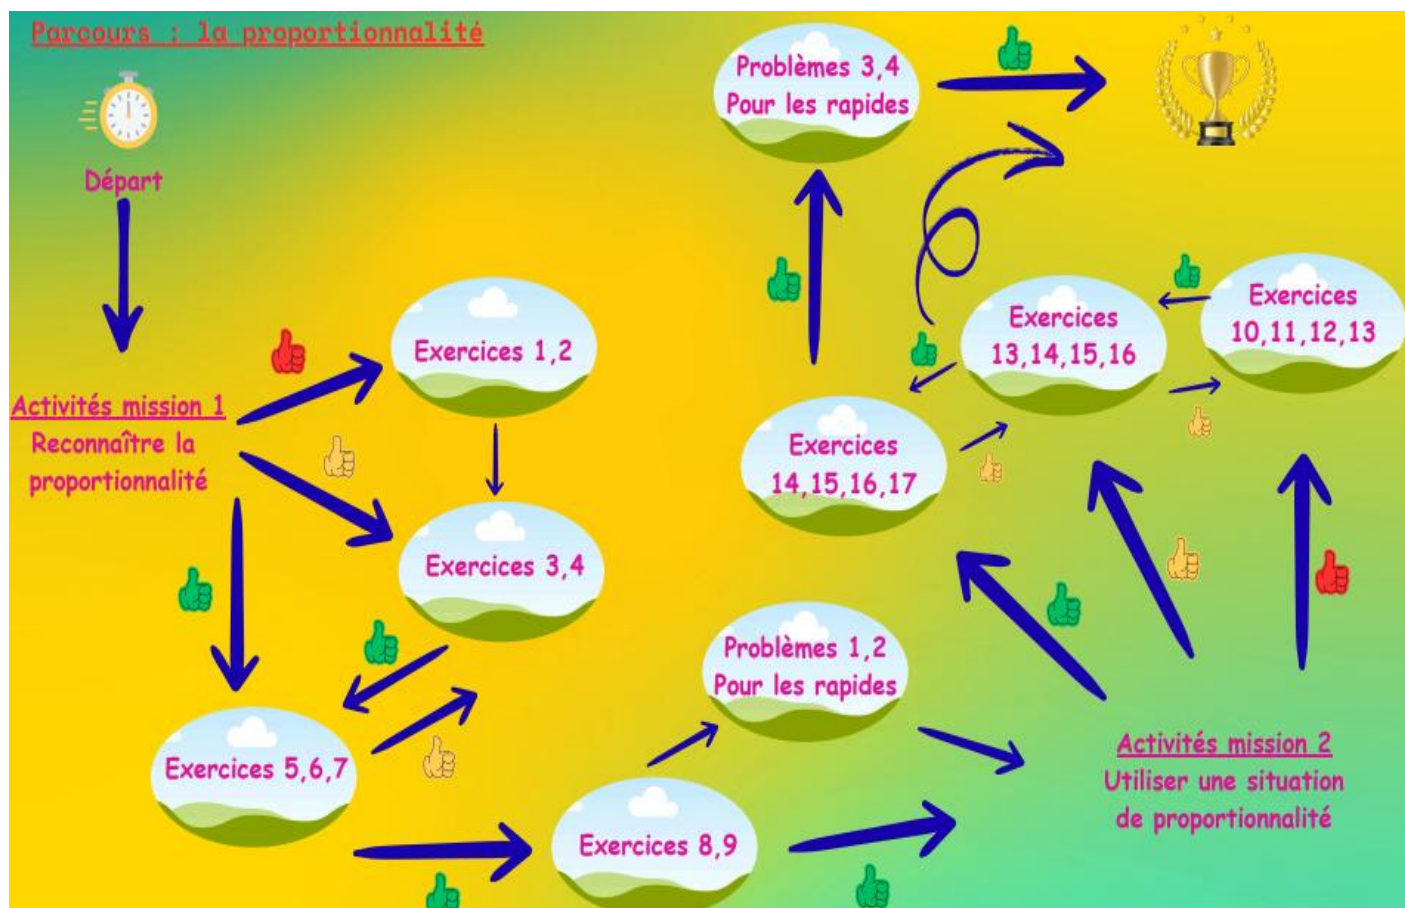 Parcours : la proportionnalité
Départ
Activités mission 1
Reconnaître la
proportionnalité
Exercices 1,2
Exercices 3,4
Exercices 5,6,7
Exercices 8,9
Problèmes 1,2
Pour les rapides
Activités mission 2
Utiliser une situation
de proportionnalité
Exercices
10,11,12,13
Exercices
13,14,15,16
Exercices
14,15,16,17
Problèmes 3,4
Pour les rapides